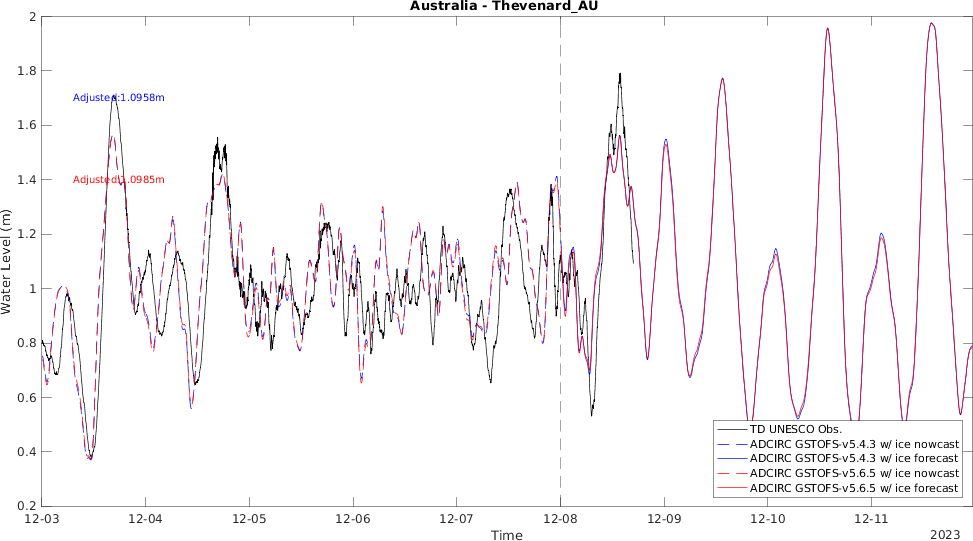 Australia - Thevenard_AU
2
1.8
1.6
1.4
1.2
1
0.8
0.6
0.4
0.2
Water Level (m)
Adjusted:1.0958m
Adjusted:1.0985m
TD UNESCO Obs.
ADCIRC GSTOFS-v5.4.3 w/ ice nowcast
ADCIRC GSTOFS-v5.4.3 w/ ice forecast
ADCIRC GSTOFS-v5.6.5 w/ ice nowcast
ADCIRC GSTOFS-v5.6.5 w/ ice forecast
12-03 12-04 12-05 12-06 12-07 12-08 12-09 12-10 12-11
Time
2023